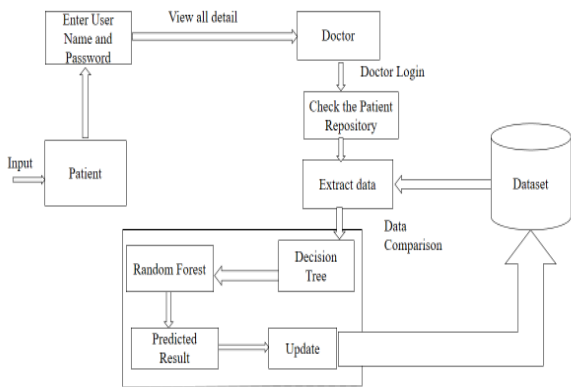 Enter User
Name and
Password
View all detail
Doctor
Doctor Login
Check the Patient
Repository
Input
Patient
Extract data
Dataset
Data
Comparison
Decision
Tree
Random Forest
Predicted
Result
Update